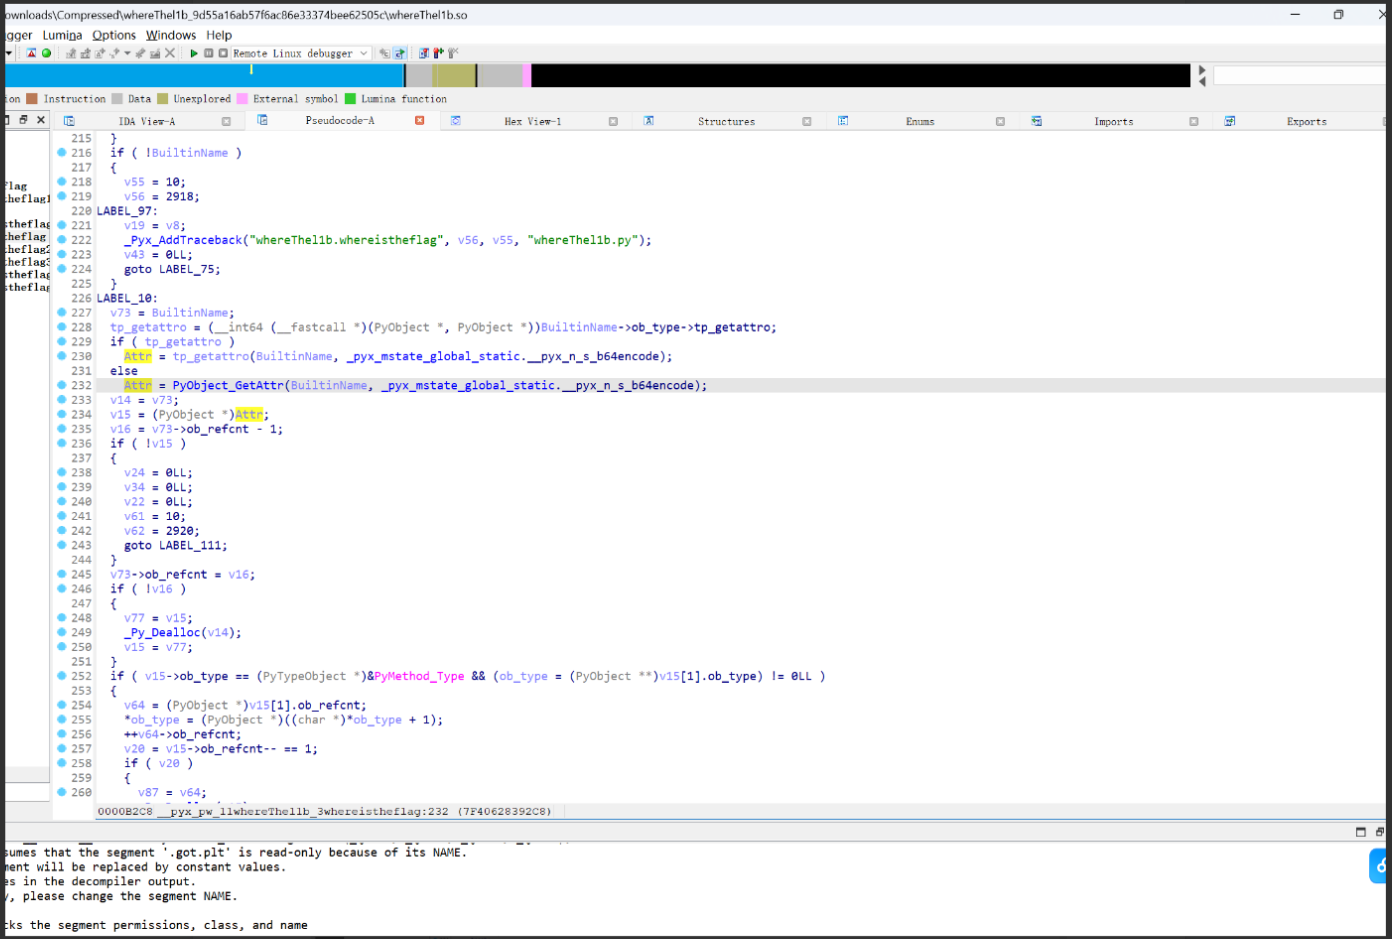 ownloads\Compressed\whereThel1b_9d55a16ab57f6ac86e33374bee62505c\whereThel1b.so
gger Lumina Options Windows Help
Remote Linux debugger
ion Instruction Data Unexplored External symbol Lumina function
IDA View-A Pseudocode-A Hex View-1 Structures Enums Imports Exports
flag
heflag1
stheflag
heflag
heflag2
heflag3
stheflag
stheflag
215 }
216 if ( !BuiltinName )
217 {
218 v55 = 10;
219 v56 = 2918;
220 LABEL_97:
221 v19 = v8;
222 _Pyx_AddTraceback("whereThel1b.whereistheflag", v56, v55, "whereThel1b.py");
223 v43 = 0LL;
224 goto LABEL_75;
225 }
226 LABEL_10:
227 v73 = BuiltinName;
228 tp_getattro = (__int64 (__fastcall *)(PyObject *, PyObject *))BuiltinName->ob_type->tp_getattro;
229 if ( tp_getattro )
230 Attr = tp_getattro(BuiltinName, _pyx_mstate_global_static.__pyx_n_s_b64encode);
231 else
232 Attr = PyObject_GetAttr(BuiltinName, _pyx_mstate_global_static.__pyx_n_s_b64encode);
233 v14 = v73;
234 v15 = (PyObject *)Attr;
235 v16 = v73->ob_refcnt - 1;
236 if ( !v15 )
237 {
238 v24 = 0LL;
239 v34 = 0LL;
240 v22 = 0LL;
241 v61 = 10;
242 v62 = 2920;
243 goto LABEL_111;
244 }
245 v73->ob_refcnt = v16;
246 if ( !v16 )
247 {
248 v77 = v15;
249 _Py_Dealloc(v14);
250 v15 = v77;
251 }
252 if ( v15->ob_type == (PyTypeObject *)&PyMethod_Type && (ob_type = (PyObject **)v15[1].ob_type) != 0LL )
253 {
254 v64 = (PyObject *)v15[1].ob_refcnt;
255 *ob_type = (PyObject *)((char *)*ob_type + 1);
256 ++v64->ob_refcnt;
257 v20 = v15->ob_refcnt-- == 1;
258 if ( v20 )
259 {
260 v87 = v64;
0000B2C8 __pyx_pw_11whereThel1b_3whereistheflag:232 (7F40628392C8)
sumes that the segment '.got.plt' is read-only because of its NAME.
ment will be replaced by constant values.
es in the decompiler output.
y, please change the segment NAME.
cks the segment permissions, class, and name